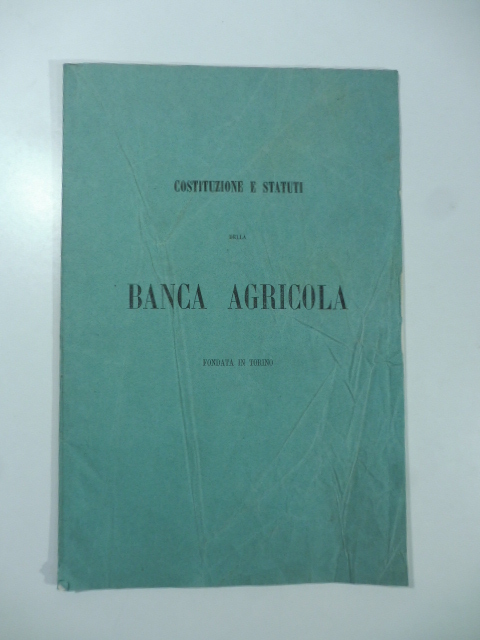 COSTITUZIONE E STATUTI
DELLA
BANCA AGRICOLA
FONDATA IN TORINO